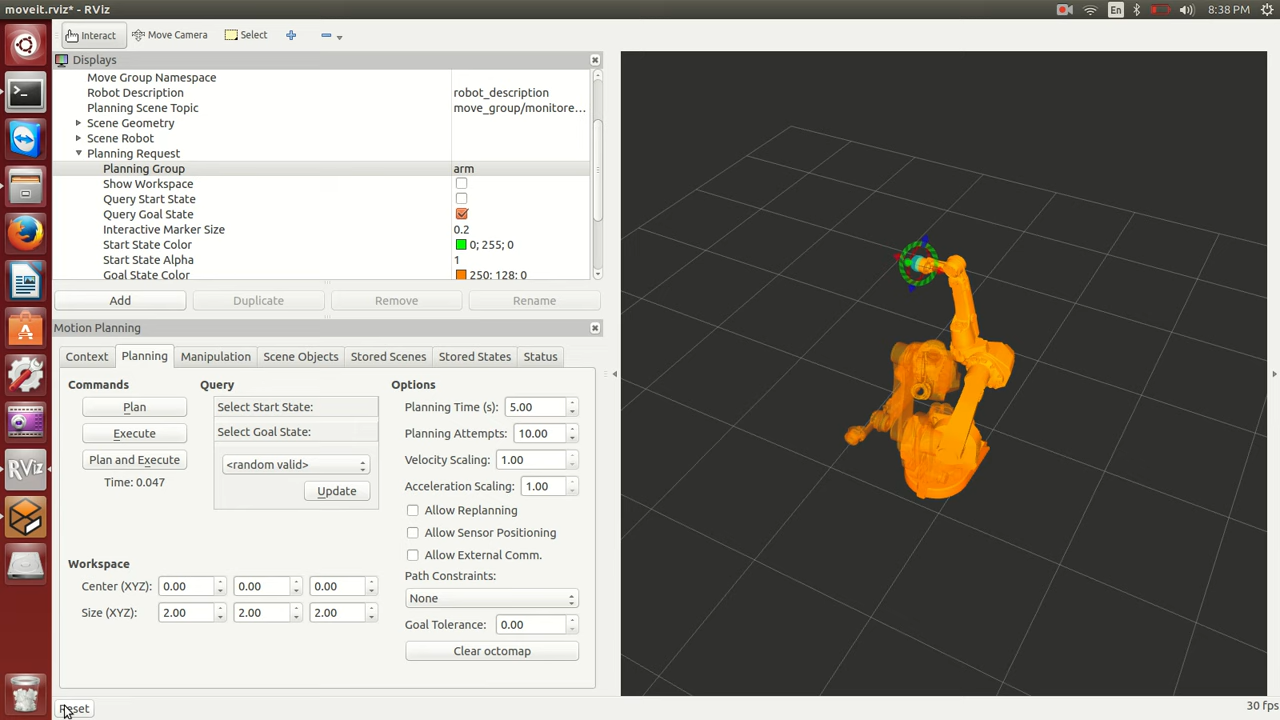 moveit.rviz* - RViz
En
8:38 PM
Interact Move Camera Select
Displays
Move Group Namespace
Robot Description robot_description
Planning Scene Topic move_group/monitore...
Scene Geometry
Scene Robot
Planning Request
Planning Group arm
Show Workspace
Query Start State
Query Goal State
Interactive Marker Size 0.2
Start State Color 0; 255; 0
Start State Alpha 1
Goal State Color 250; 128; 0
Add Duplicate Remove Rename
Motion Planning
Context Planning Manipulation Scene Objects Stored Scenes Stored States Status
Commands
Plan
Execute
Plan and Execute
Time: 0.047
Query
Select Start State:
Select Goal State:
<random valid>
Update
Options
Planning Time (s): 5.00
Planning Attempts: 10.00
Velocity Scaling: 1.00
Acceleration Scaling: 1.00
Allow Replanning
Allow Sensor Positioning
Allow External Comm.
Path Constraints:
None
Goal Tolerance: 0.00
Clear octomap
Workspace
Center (XYZ): 0.00 0.00 0.00
Size (XYZ): 2.00 2.00 2.00
RViz
Reset
30 fps